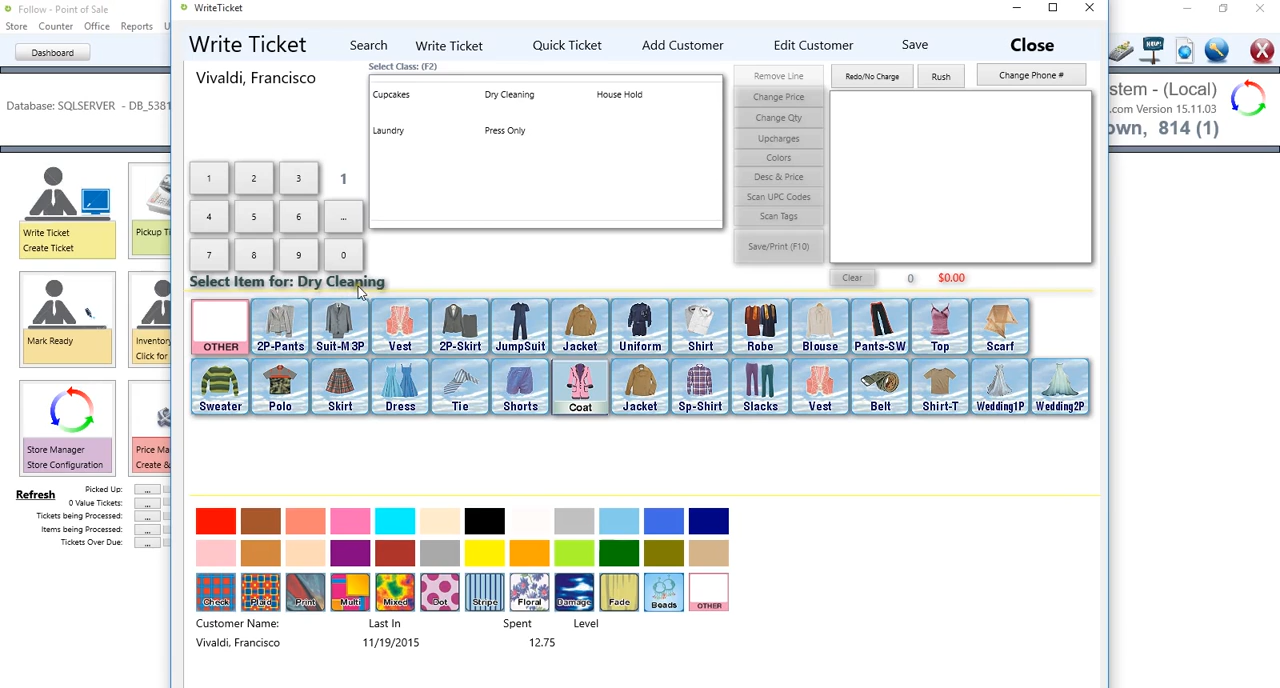 Follow - Point of Sale
Store Counter Office Reports U
Dashboard
Database: SQLSERVER - DB_5381
Write Ticket
Create Ticket
Pickup Ti
Mark Ready
Inventory
Click for
Store Manager
Store Configuration
Price Ma
Create &
Refresh
Picked Up: ...
0 Value Tickets: ...
Tickets being Processed: ...
Items being Processed: ...
Tickets Over Due: ...
WriteTicket
Write Ticket Search Write Ticket Quick Ticket Add Customer Edit Customer Save Close
Vivaldi, Francisco
Select Class: (F2)
Cupcakes Dry Cleaning House Hold
Laundry Press Only
1 2 3 1
4 5 6 ...
7 8 9 0
Remove Line
Change Price
Change Qty
Upcharges
Colors
Desc & Price
Scan UPC Codes
Scan Tags
Save/Print (F10)
Redo/No Charge Rush Change Phone #
Clear 0 $0.00
Select Item for: Dry Cleaning
OTHER 2P-Pants Suit-M3P Vest 2P-Skirt JumpSuit Jacket Uniform Shirt Robe Blouse Pants-SW Top Scarf
Sweater Polo Skirt Dress Tie Shorts Coat Jacket Sp-Shirt Slacks Vest Belt Shirt-T Wedding1P Wedding2P
Check Plaid Print Multi Mixed Dot Stripe Floral Damage Fade Beads OTHER
Customer Name: Last In Spent Level
Vivaldi, Francisco 11/19/2015 12.75
HELP
stem - (Local)
.com Version 15.11.03
own, 814 (1)